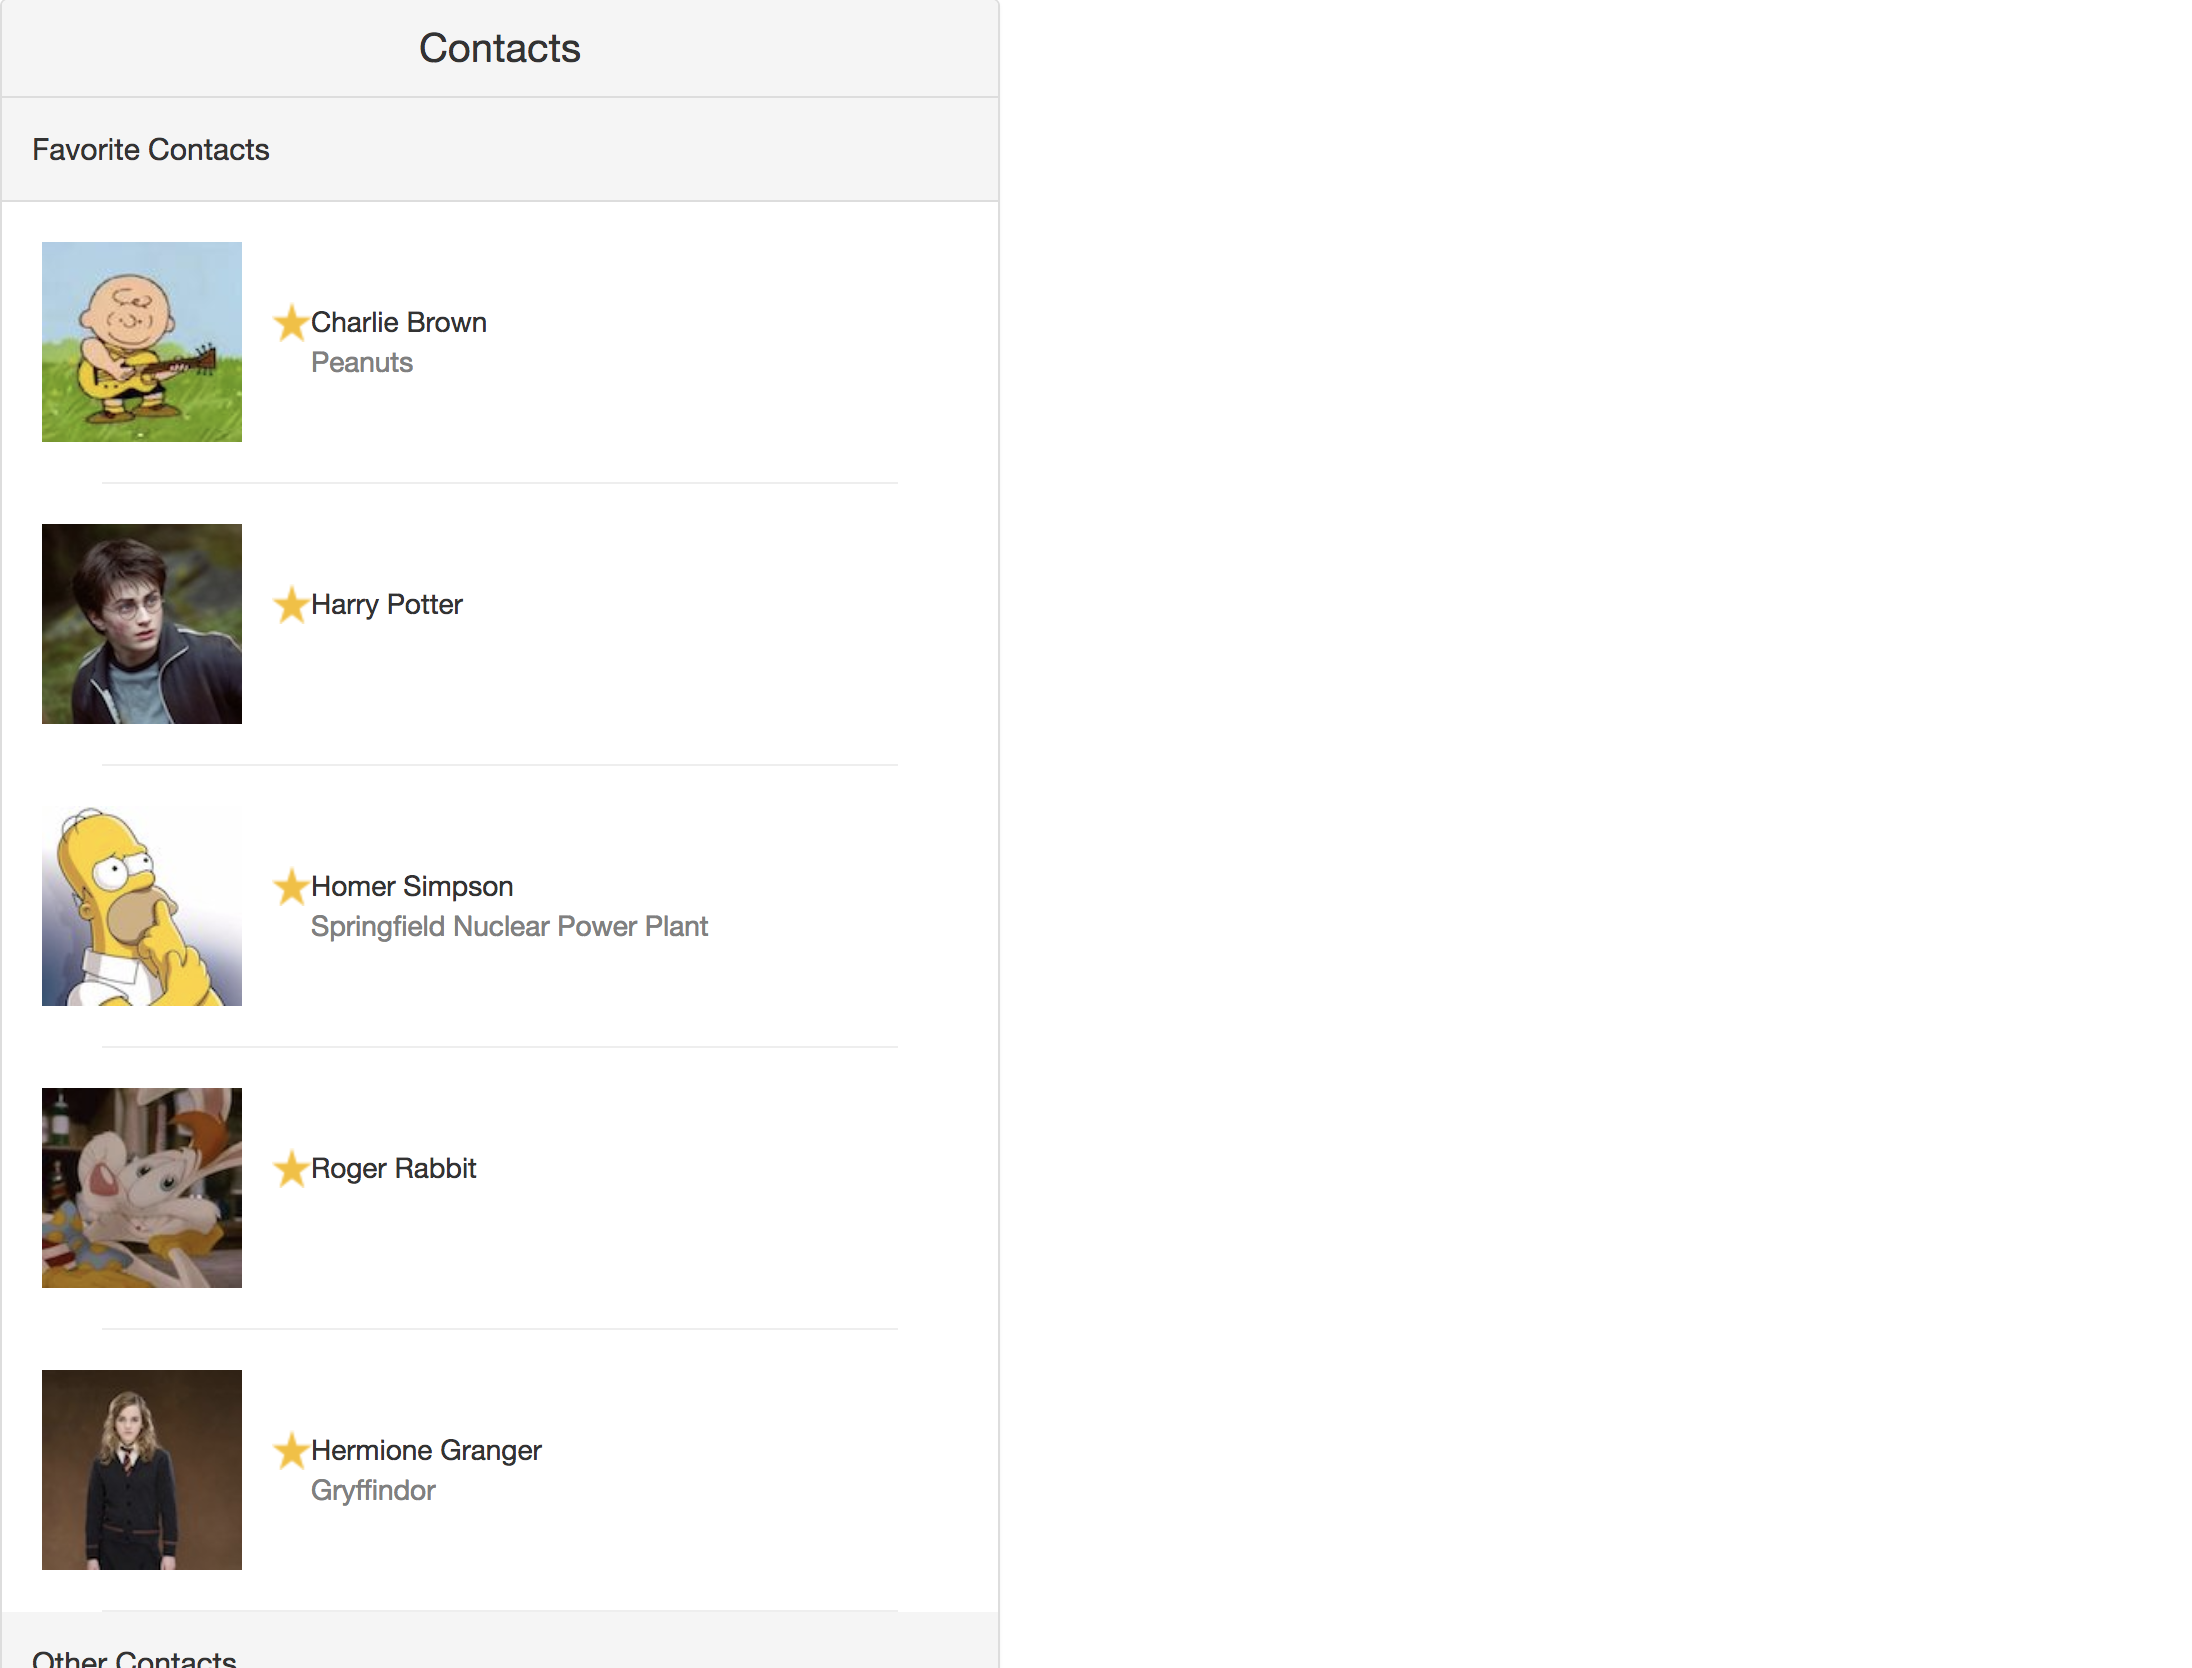 Contacts
Favorite Contacts
Charlie Brown
Peanuts
Harry Potter
Homer Simpson
Springfield Nuclear Power Plant
Roger Rabbit
Hermione Granger
Gryffindor
Other Contacts